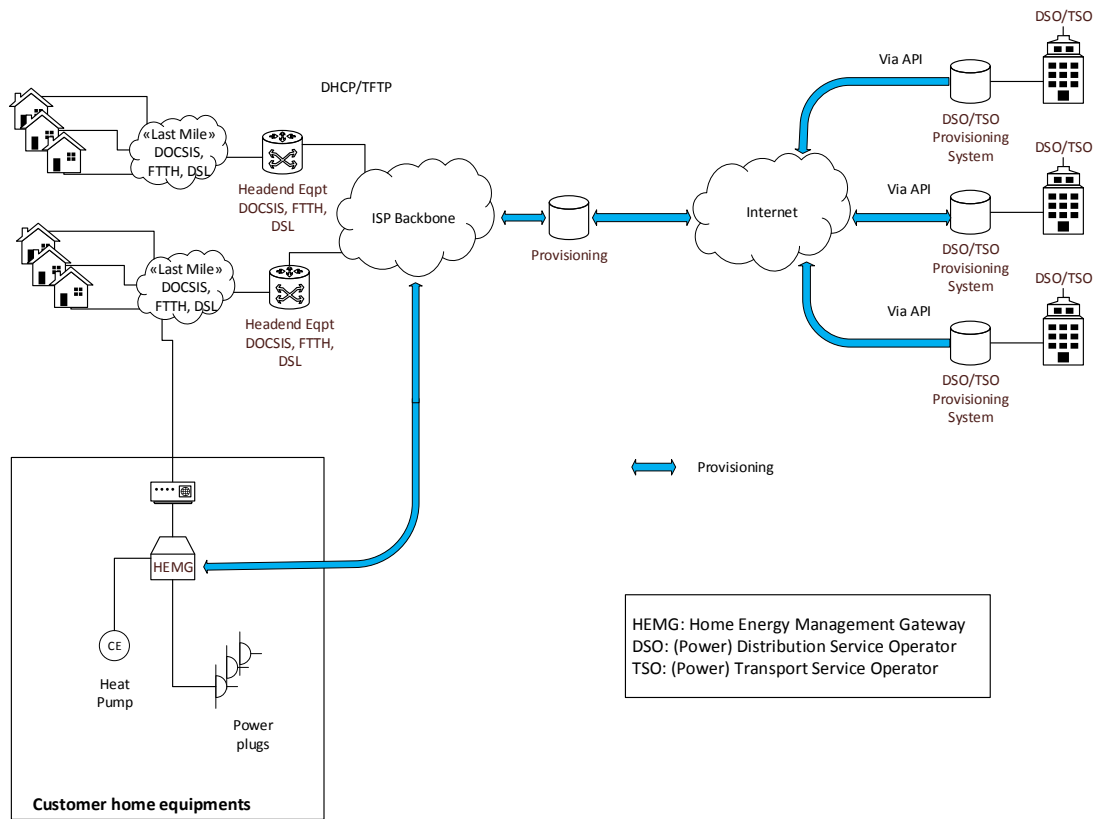 DSO/TSO
Via API
DHCP/TFTP
«Last Mile»
DOCSIS,
FTTH, DSL
Headend Eqpt
DOCSIS, FTTH,
DSL
ISP Backbone
Provisioning
Internet
DSO/TSO
Provisioning
System
DSO/TSO
Via API
DSO/TSO
Provisioning
System
«Last Mile»
DOCSIS,
FTTH, DSL
Headend Eqpt
DOCSIS, FTTH,
DSL
DSO/TSO
Via API
DSO/TSO
Provisioning
System
Provisioning
HEMG
CE
Heat
Pump
Power
plugs
Customer home equipments
HEMG: Home Energy Management Gateway
DSO: (Power) Distribution Service Operator
TSO: (Power) Transport Service Operator